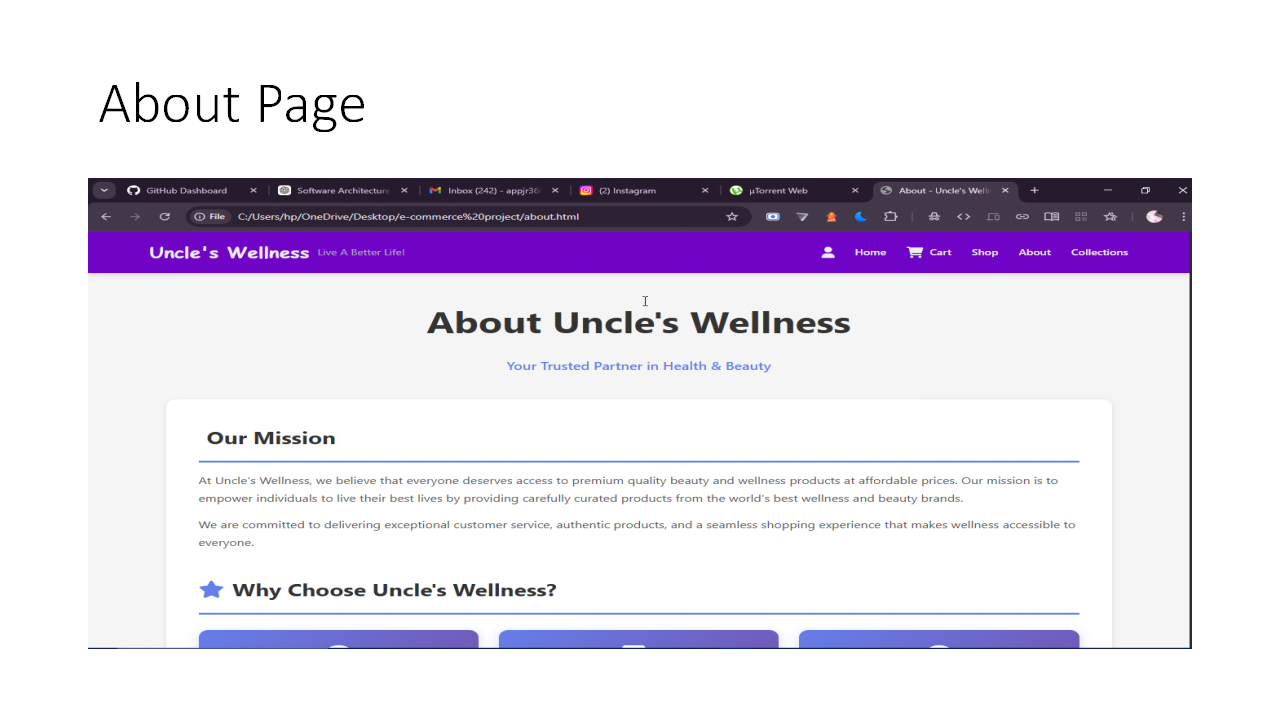 About Page
GitHub Dashboard
Software Architecture
Inbox (242) - appjr36
(2) Instagram
µTorrent Web
About - Uncle's Welln
File C:/Users/hp/OneDrive/Desktop/e-commerce%20project/about.html
Uncle's Wellness Live A Better Life! Home Cart Shop About Collections
About Uncle's Wellness
Your Trusted Partner in Health & Beauty
Our Mission
At Uncle's Wellness, we believe that everyone deserves access to premium quality beauty and wellness products at affordable prices. Our mission is to
empower individuals to live their best lives by providing carefully curated products from the world's best wellness and beauty brands.
We are committed to delivering exceptional customer service, authentic products, and a seamless shopping experience that makes wellness accessible to
everyone.
Why Choose Uncle's Wellness?